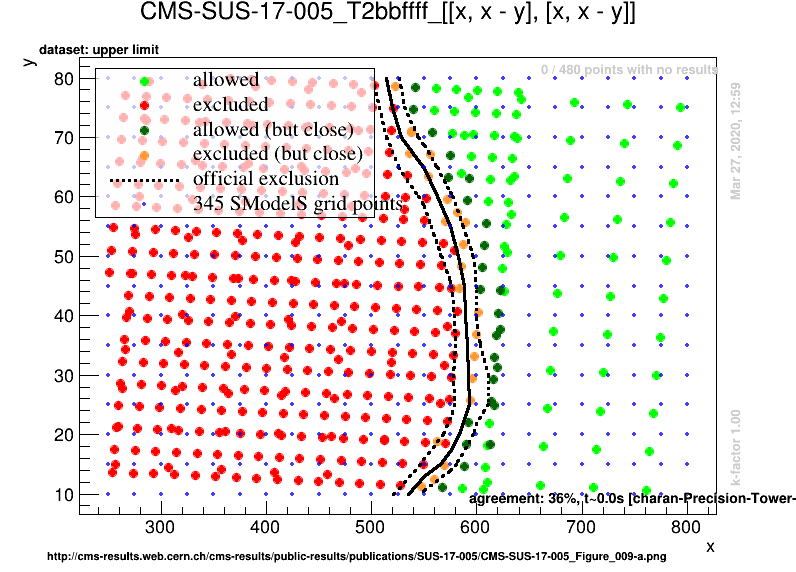 CMS-SUS-17-005_T2bbffff_[[x, x - y], [x, x - y]]
dataset: upper limit
y
0 / 480 points with no results
80
70
60
50
40
30
20
10
allowed
excluded
allowed (but close)
excluded (but close)
official exclusion
345 SModelS grid points
Mar 27, 2020, 12:59
k-factor 1.00
agreement: 36%, t~0.0s [charan-Precision-Tower-
300
400
500
600
700
800
x
http://cms-results.web.cern.ch/cms-results/public-results/publications/SUS-17-005/CMS-SUS-17-005_Figure_009-a.png